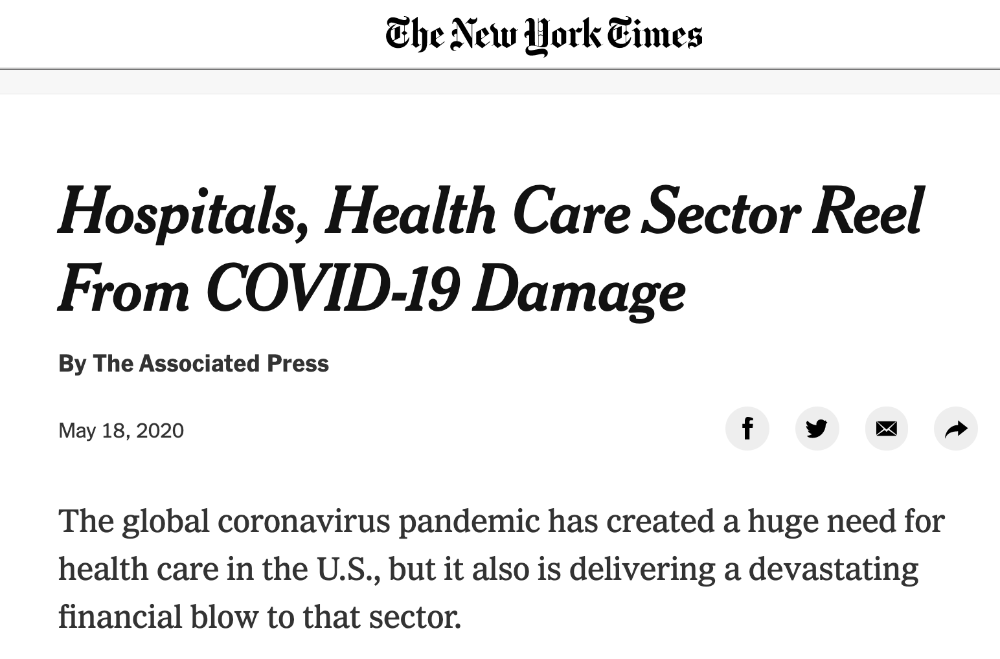 The New York Times
Hospitals, Health Care Sector Reel
From COVID-19 Damage
By The Associated Press
May 18, 2020
The global coronavirus pandemic has created a huge need for
health care in the U.S., but it also is delivering a devastating
financial blow to that sector.